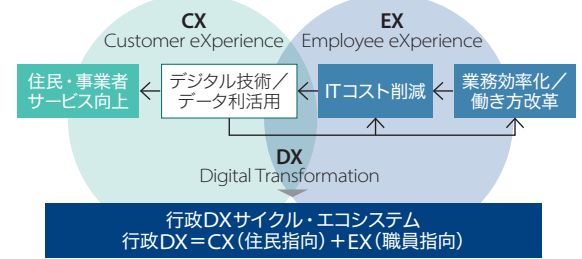 CX
Customer eXperience
EX
Employee eXperience
住民・事業者
サービス向上
デジタル技術／
データ利活用
ITコスト削減
業務効率化／
働き方改革
DX
Digital Transformation
行政DXサイクル・エコシステム
行政DX＝CX（住民指向）＋EX（職員指向）